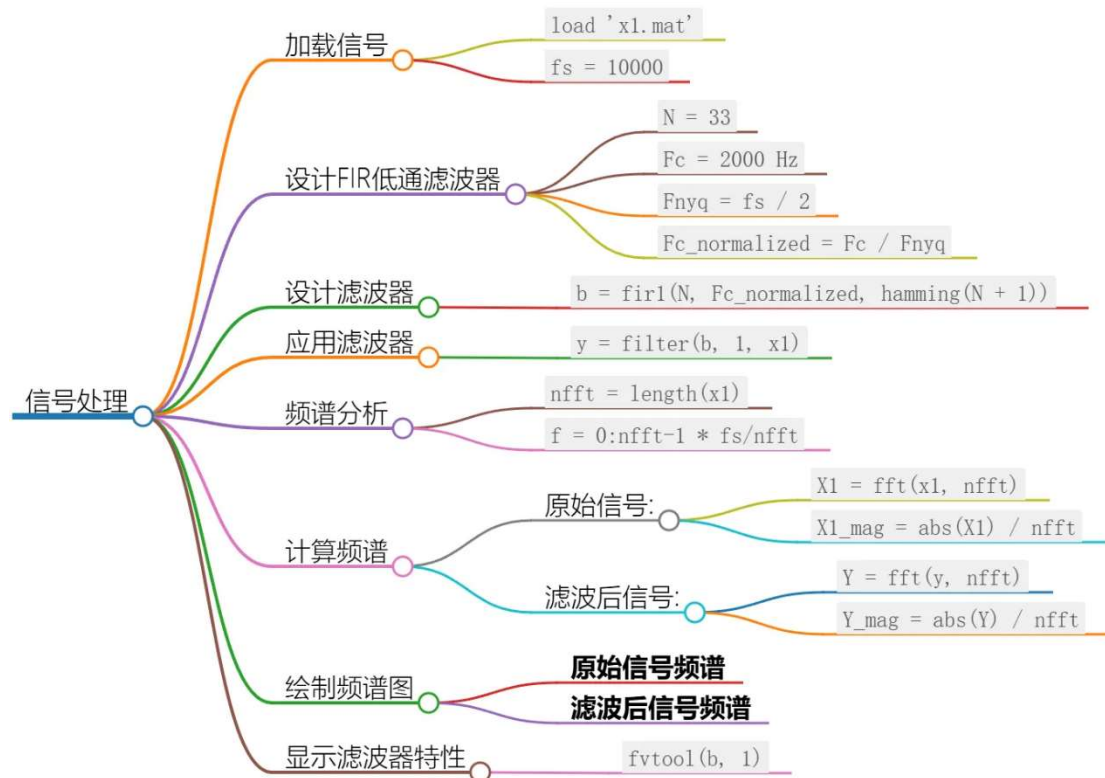 信号处理
加载信号
load 'x1.mat'
fs = 10000
设计FIR低通滤波器
N = 33
Fc = 2000 Hz
Fnyq = fs / 2
Fc_normalized = Fc / Fnyq
设计滤波器
b = fir1(N, Fc_normalized, hamming(N + 1))
应用滤波器
y = filter(b, 1, x1)
频谱分析
nfft = length(x1)
f = 0:nfft-1 * fs/nfft
计算频谱
原始信号:
X1 = fft(x1, nfft)
X1_mag = abs(X1) / nfft
滤波后信号:
Y = fft(y, nfft)
Y_mag = abs(Y) / nfft
绘制频谱图
原始信号频谱
滤波后信号频谱
显示滤波器特性
fvtool(b, 1)